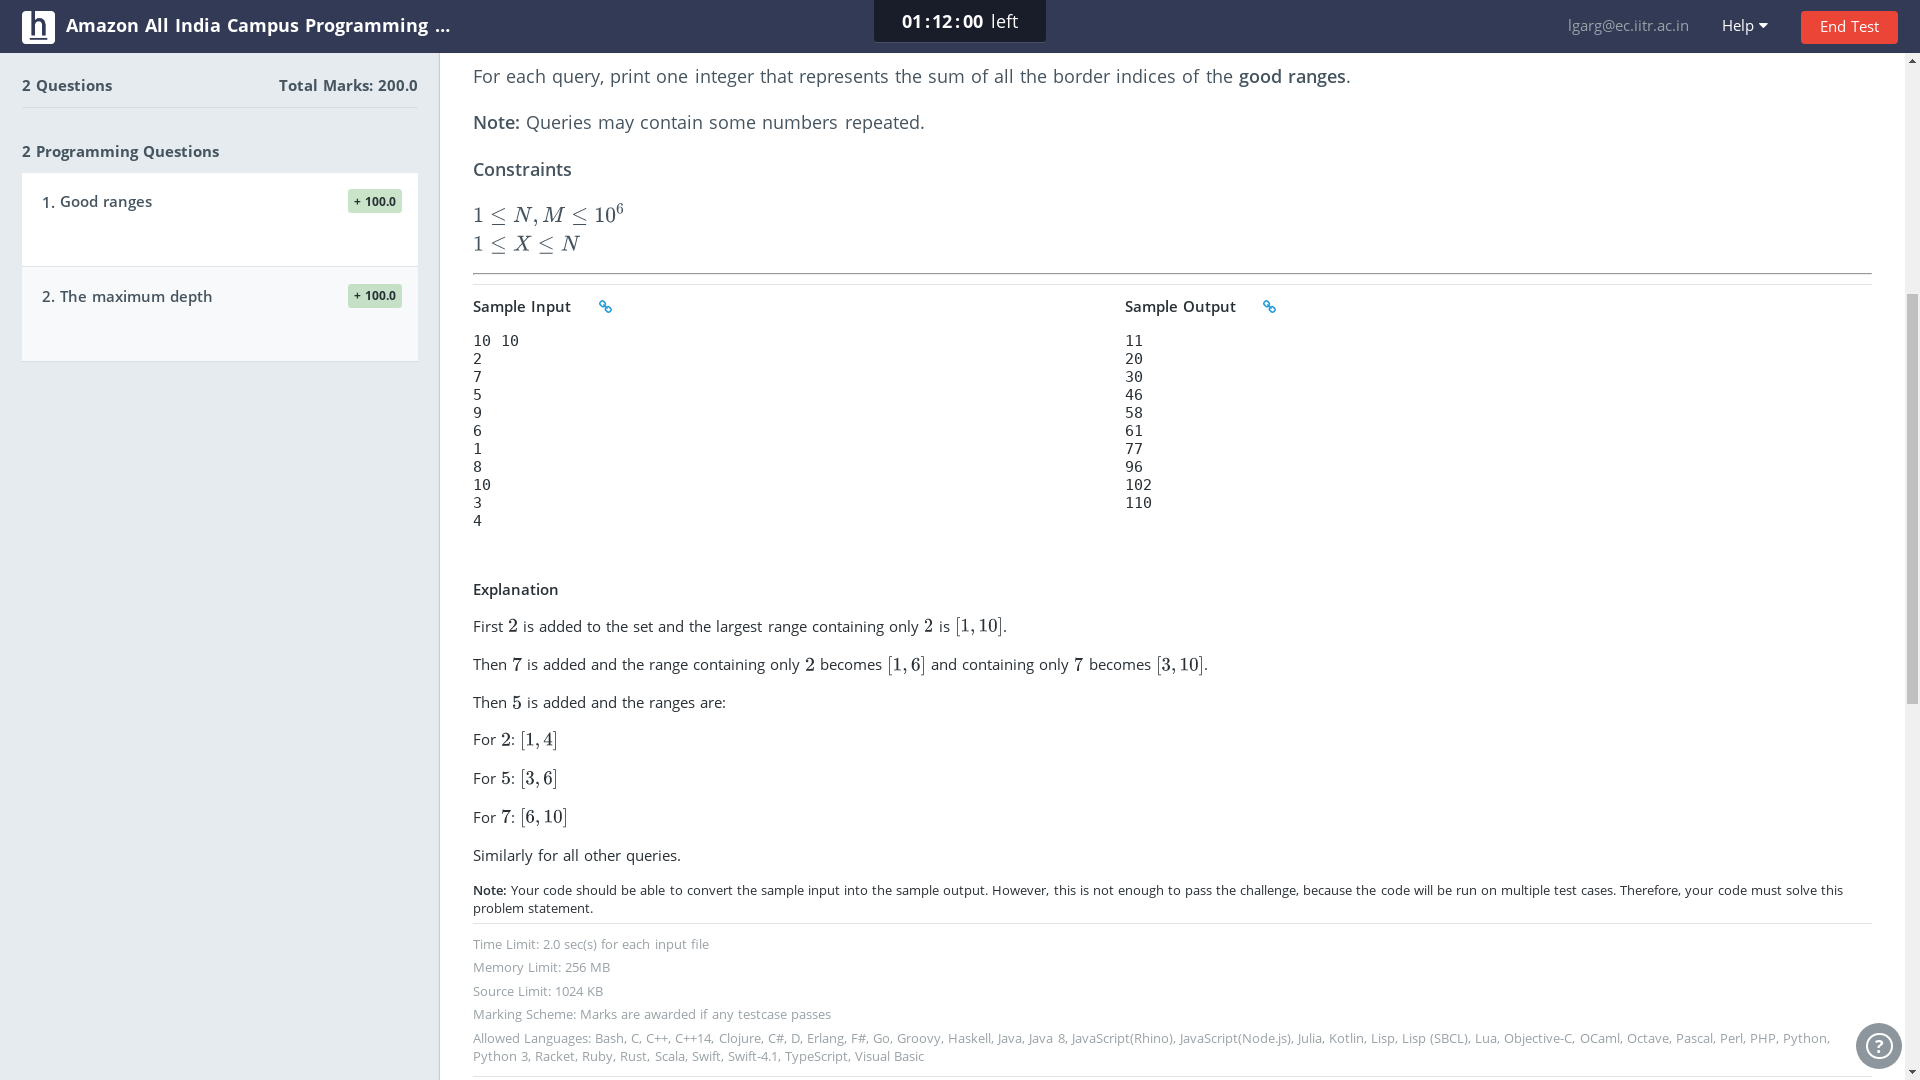 h Amazon All India Campus Programming ...
01:12:00 left
lgarg@ec.iitr.ac.in Help End Test
2 Questions Total Marks: 200.0
2 Programming Questions
1. Good ranges + 100.0
2. The maximum depth + 100.0
For each query, print one integer that represents the sum of all the border indices of the good ranges.
Note: Queries may contain some numbers repeated.
Constraints
1 ≤ N, M ≤ 10⁶
1 ≤ X ≤ N
Sample Input
10 10
2
7
5
9
6
1
8
10
3
4
Sample Output
11
20
30
46
58
61
77
96
102
110
Explanation
First 2 is added to the set and the largest range containing only 2 is [1, 10].
Then 7 is added and the range containing only 2 becomes [1, 6] and containing only 7 becomes [3, 10].
Then 5 is added and the ranges are:
For 2: [1, 4]
For 5: [3, 6]
For 7: [6, 10]
Similarly for all other queries.
Note: Your code should be able to convert the sample input into the sample output. However, this is not enough to pass the challenge, because the code will be run on multiple test cases. Therefore, your code must solve this
problem statement.
Time Limit: 2.0 sec(s) for each input file
Memory Limit: 256 MB
Source Limit: 1024 KB
Marking Scheme: Marks are awarded if any testcase passes
Allowed Languages: Bash, C, C++, C++14, Clojure, C#, D, Erlang, F#, Go, Groovy, Haskell, Java, Java 8, JavaScript(Rhino), JavaScript(Node.js), Julia, Kotlin, Lisp, Lisp (SBCL), Lua, Objective-C, OCaml, Octave, Pascal, Perl, PHP, Python,
Python 3, Racket, Ruby, Rust, Scala, Swift, Swift-4.1, TypeScript, Visual Basic
?